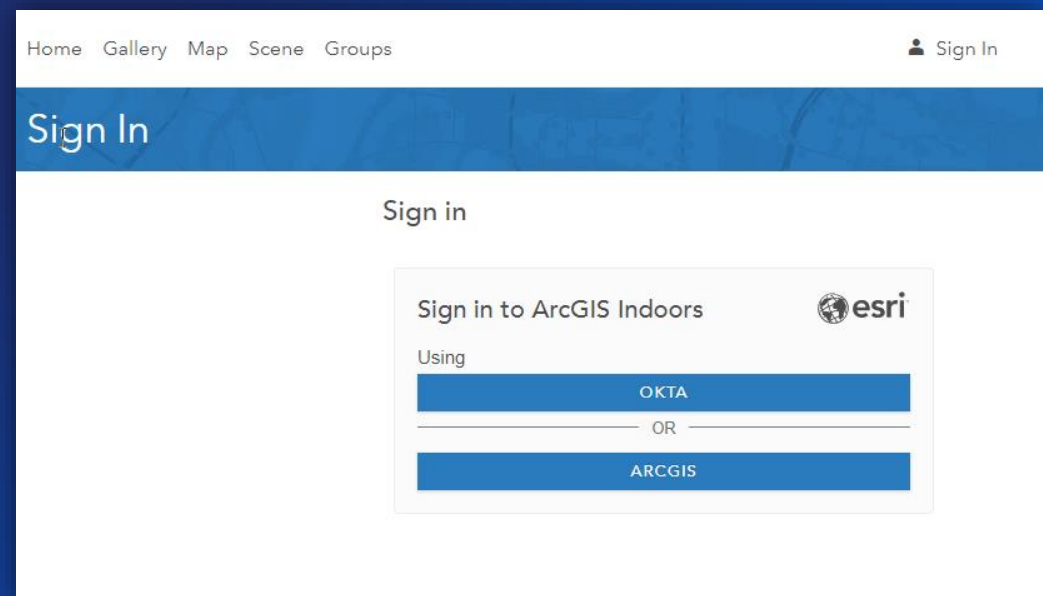 Home Gallery Map Scene Groups Sign In
Sign In
Sign in
Sign in to ArcGIS Indoors esri
Using
OKTA
OR
ARCGIS